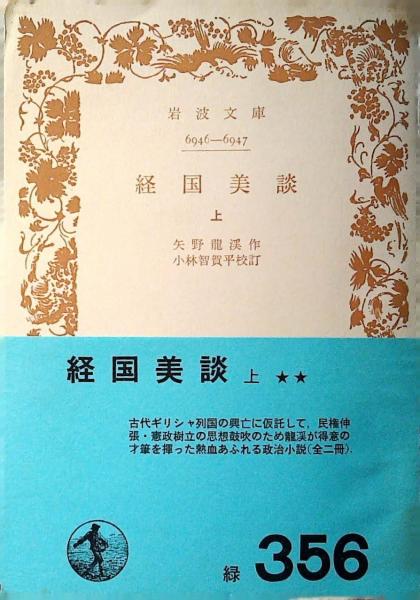 岩波文庫
6946—6947
経国美談
上
矢野龍渓作
小林智賀平校訂
経国美談 上 ★★
古代ギリシャ列国の興亡に仮託して，民権伸
張・憲政樹立の思想鼓吹のため龍渓が得意の
才筆を揮った熱血あふれる政治小説(全二冊)．
緑 356